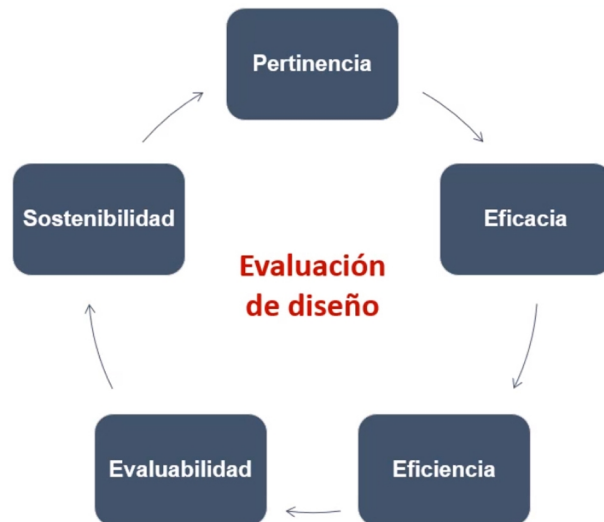 Pertinencia
Eficacia
Eficiencia
Evaluabilidad
Sostenibilidad
Evaluación
de diseño